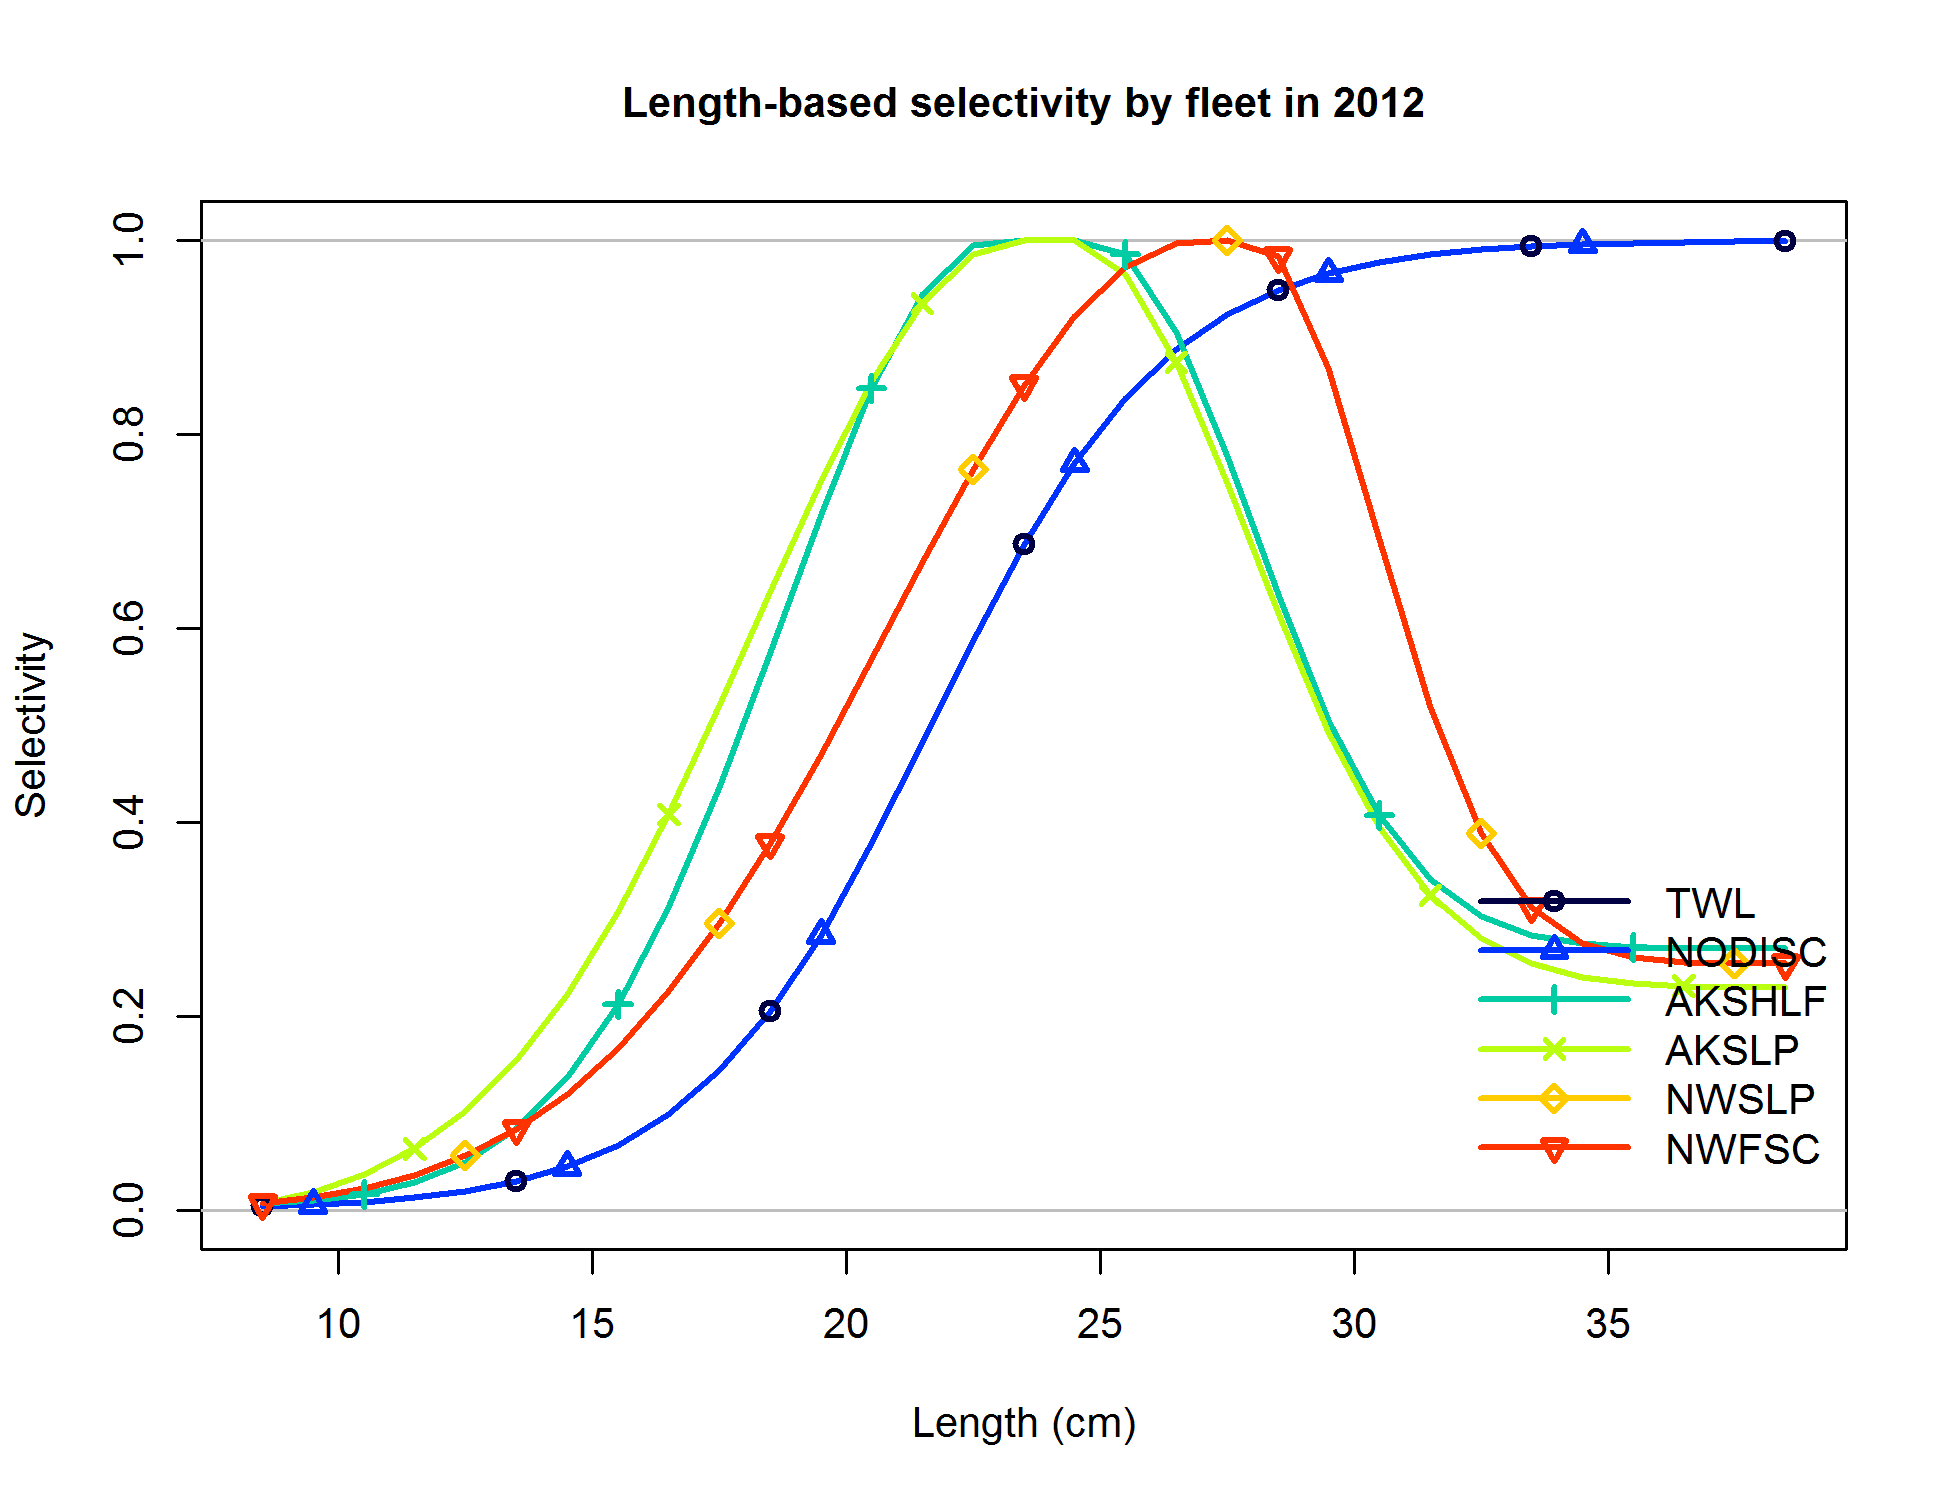 Length-based selectivity by fleet in 2012
1.0
0.8
0.6
0.4
0.2
0.0
Selectivity
TWL
NODISC
AKSHLF
AKSLP
NWSLP
NWFSC
10 15 20 25 30 35
Length (cm)